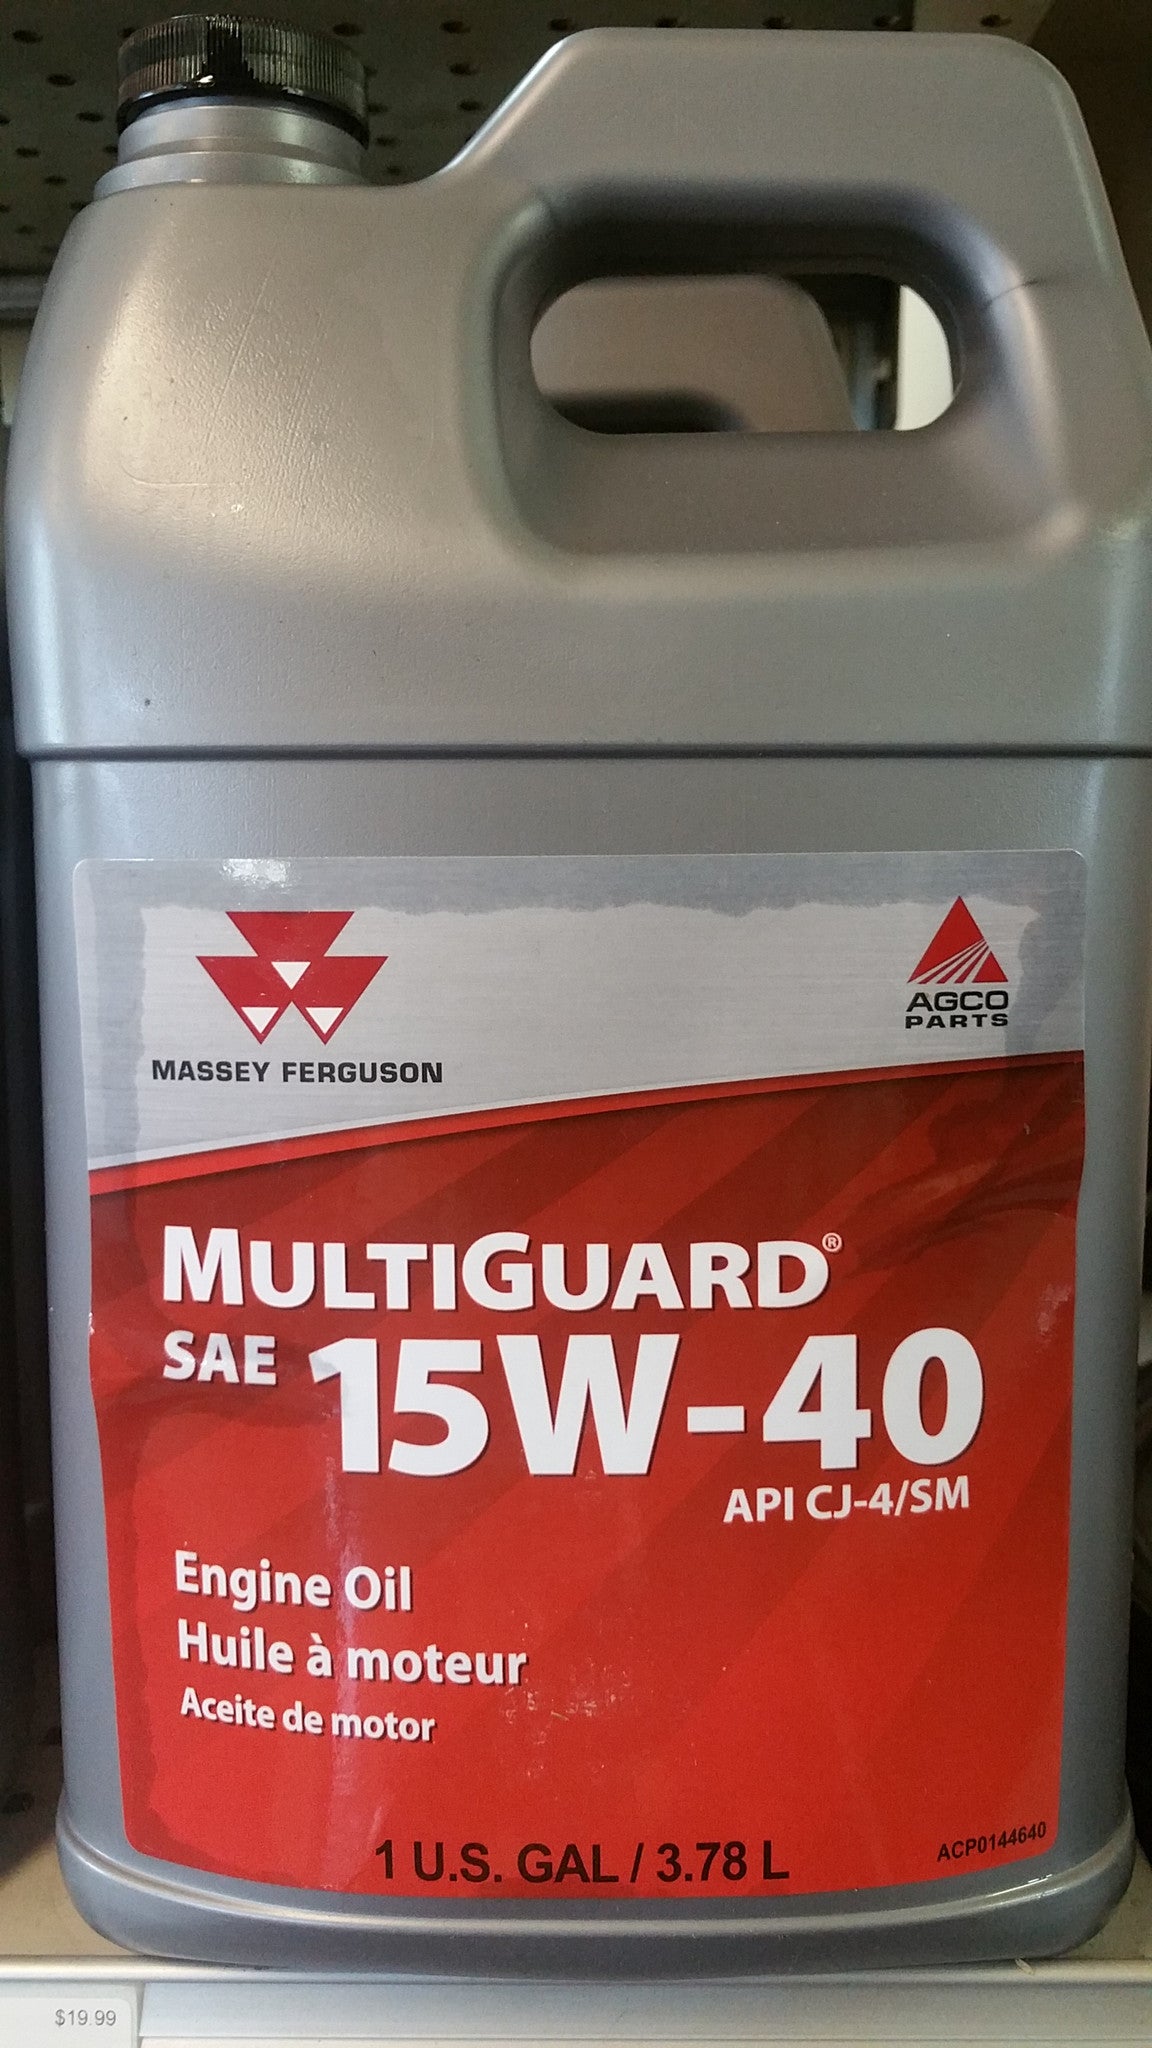 MASSEY FERGUSON
AGCO
PARTS
MULTIGUARD®
SAE 15W-40
API CJ-4/SM
Engine Oil
Huile à moteur
Aceite de motor
1 U.S. GAL / 3.78 L
ACP0144640
$19.99